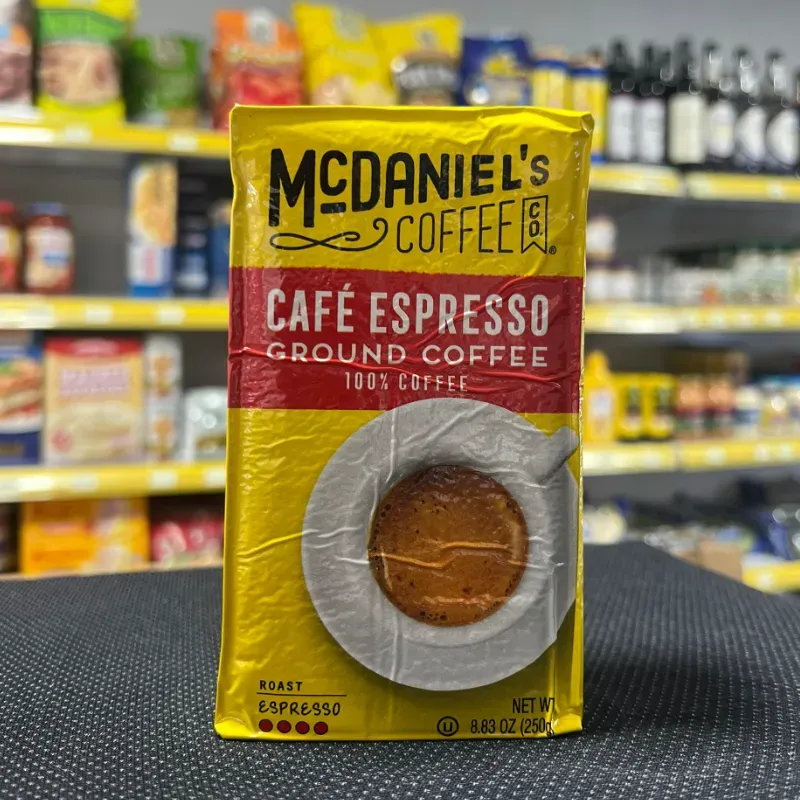 McDANIEL'S
COFFEE CO.®
CAFÉ ESPRESSO
GROUND COFFEE
100% COFFEE
ROAST
ESPRESSO
NET WT
U 8.83 OZ (250g